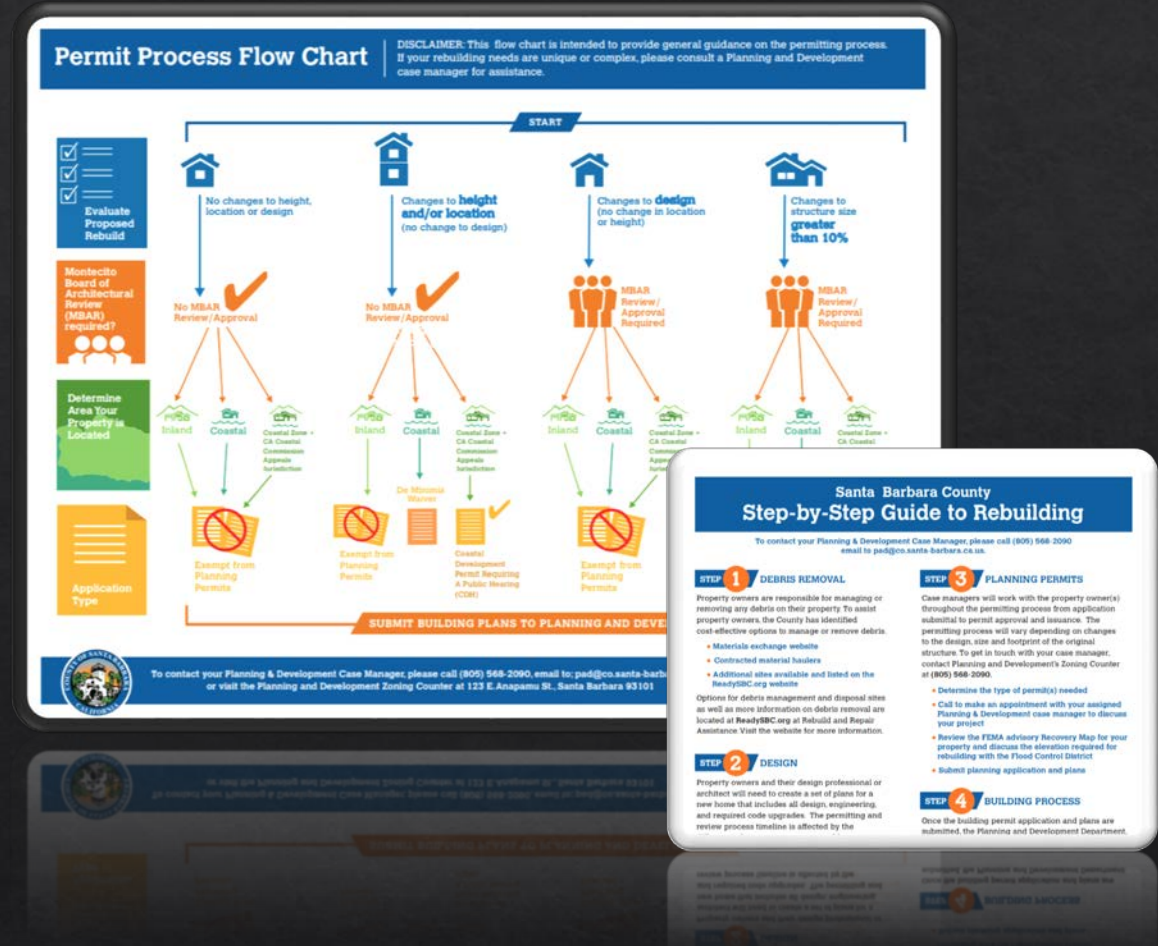 Permit Process Flow Chart
DISCLAIMER: This flow chart is intended to provide general guidance on the permitting process.
If your rebuilding needs are unique or complex, please consult a Planning and Development
case manager for assistance.
START
Evaluate
Proposed
Rebuild
No changes to height,
location or design
Changes to height
and/or location
(no change to design)
Changes to design
(no change in location
or height)
Changes to
structure size
greater
than 10%
Montecito
Board of
Architectural
Review
(MBAR)
required?
No MBAR
Review/Approval
No MBAR
Review/Approval
MBAR
Review/
Approval
Required
MBAR
Review/
Approval
Required
Determine
Area Your
Property is
Located
Inland
Coastal
Coastal Zone +
CA Coastal
Commission
Appeals
Jurisdiction
Inland
Coastal
Coastal Zone +
CA Coastal
Commission
Appeals
Jurisdiction
Inland
Coastal
Coastal Zone +
CA Coastal
Inland
Coastal
Coastal Zone +
CA Coastal
Application
Type
Exempt from
Planning
Permits
Exempt from
Planning
Permits
De Minimis
Waiver
Coastal
Development
Permit Requiring
A Public Hearing
(CDH)
Exempt from
Planning
Permits
SUBMIT BUILDING PLANS TO PLANNING AND
COUNTY OF SANTA BARBARA
CALIFORNIA
To contact your Planning & Development Case Manager, please call (805) 568-2090, email to;
or visit the Planning and Development Zoning Counter at 123 E. Anapamu St., Santa Barbara 93101
Santa Barbara County
Step-by-Step Guide to Rebuilding
To contact your Planning & Development Case Manager, please call (805) 568-2090
email to pad@co.santa-barbara.ca.us.
STEP 1 DEBRIS REMOVAL
Property owners are responsible for managing or
removing any debris on their property. To assist
property owners, the County has identified
cost-effective options to manage or remove debris.
• Materials exchange website
• Contracted material haulers
• Additional sites available and listed on the
ReadySBC.org website
Options for debris management and disposal sites
as well as more information on debris removal are
located at ReadySBC.org at Rebuild and Repair
Assistance. Visit the website for more information.
STEP 2 DESIGN
Property owners and their design professional or
architect will need to create a set of plans for a
new home that includes all design, engineering,
and required code upgrades. The permitting and
review process timeline is affected by the
STEP 3 PLANNING PERMITS
Case managers will work with the property owner(s)
throughout the permitting process from application
submittal to permit approval and issuance. The
permitting process will vary depending on changes
to the design, size and footprint of the original
structure. To get in touch with your case manager,
contact Planning and Development's Zoning Counter
at (805) 568-2090.
• Determine the type of permit(s) needed
• Call to make an appointment with your assigned
Planning & Development case manager to discuss
your project
• Review the FEMA advisory Recovery Map for your
property and discuss the elevation required for
rebuilding with the Flood Control District
• Submit planning application and plans
STEP 4 BUILDING PROCESS
Once the building permit application and plans are
submitted, the Planning and Development Department,